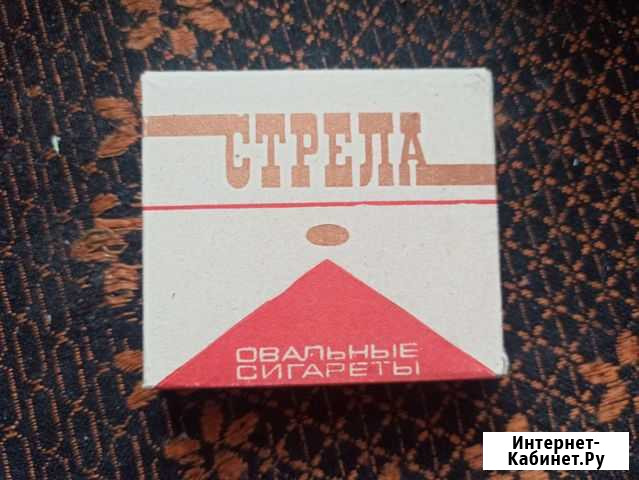 СТРЕЛА
ОВАЛЬНЫЕ
СИГАРЕТЫ
Интернет-
Кабинет.Ру